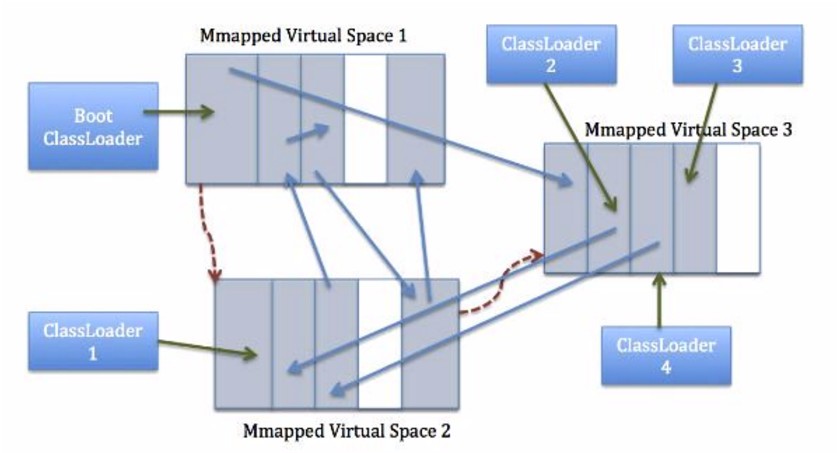 Mmapped Virtual Space 1
ClassLoader
2
ClassLoader
3
Boot
ClassLoader
Mmapped Virtual Space 3
ClassLoader
1
ClassLoader
4
Mmapped Virtual Space 2